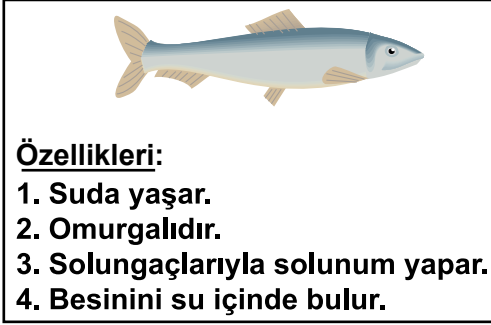 Özellikleri:
1. Suda yaşar.
2. Omurgalıdır.
3. Solungaçlarıyla solunum yapar.
4. Besinini su içinde bulur.